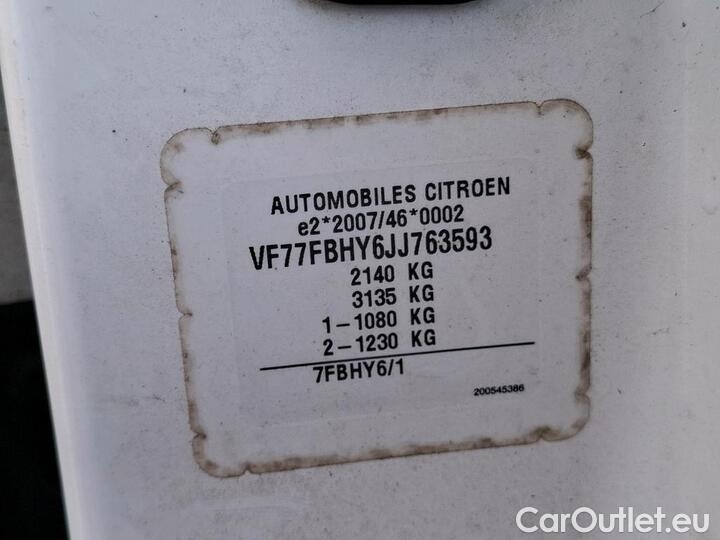 AUTOMOBILES CITROEN
e2*2007/46*0002
VF77FBHY6JJ763593
2140 KG
3135 KG
1-1080 KG
2-1230 KG
7FBHY6/1
200545386
CarOutlet.eu